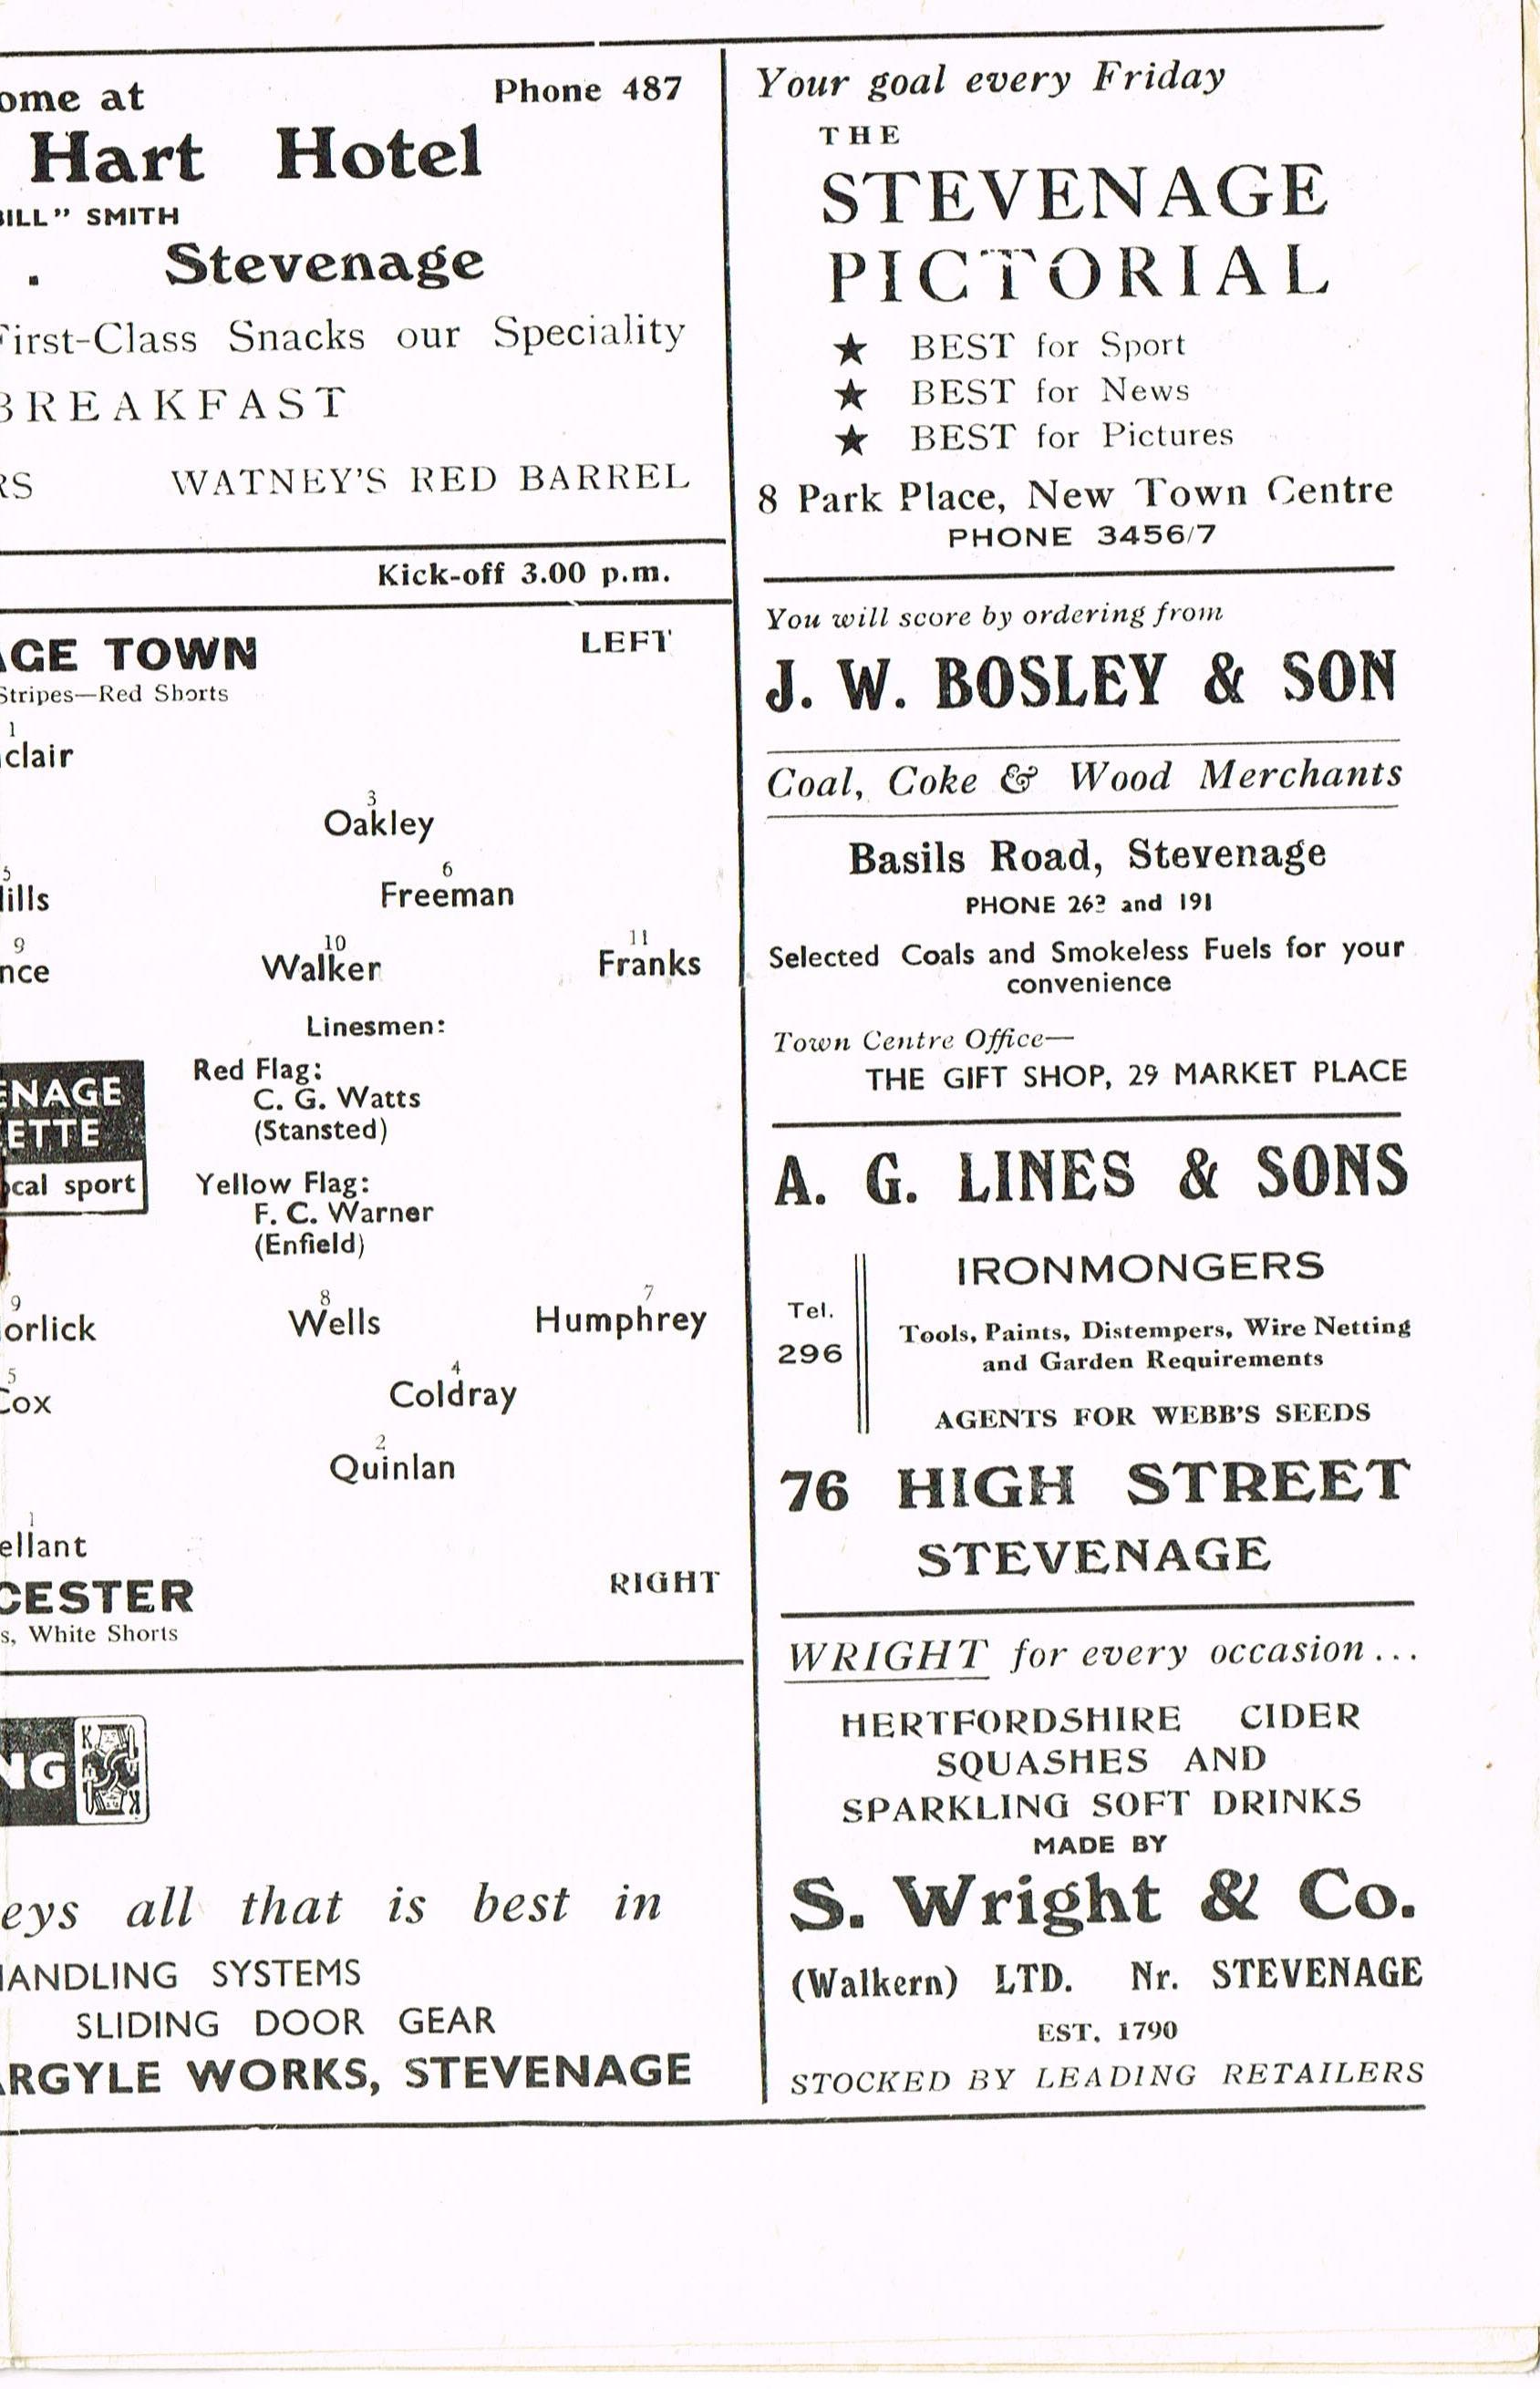 ome at Phone 487
Hart Hotel
BILL” SMITH
. Stevenage
First-Class Snacks our Speciality
BREAKFAST
RS WATNEY'S RED BARREL
Kick-off 3.00 p.m.
AGE TOWN LEFT
Stripes—Red Shorts
1
clair
3
Oakley
5 6
ills Freeman
9 10 11
nce Walker Franks
Linesmen:
Red Flag:
C. G. Watts
(Stansted)
Yellow Flag:
F. C. Warner
(Enfield)
ENAGE
ETTE
ocal sport
9 8 7
orlick Wells Humphrey
5 4
Cox Coldray
2
Quinlan
1
ellant
CESTER RIGHT
s, White Shorts
NG
K
K
eys all that is best in
HANDLING SYSTEMS
SLIDING DOOR GEAR
ARGYLE WORKS, STEVENAGE
Your goal every Friday
THE
STEVENAGE
PICTORIAL
★ BEST for Sport
★ BEST for News
★ BEST for Pictures
8 Park Place, New Town Centre
PHONE 3456/7
You will score by ordering from
J. W. BOSLEY & SON
Coal, Coke & Wood Merchants
Basils Road, Stevenage
PHONE and 191
Selected Coals and Smokeless Fuels for your
convenience
Town Centre Office—
THE GIFT SHOP, 29 MARKET PLACE
A. G. LINES & SONS
IRONMONGERS
Tel.
296
Tools, Paints, Distempers, Wire Netting
and Garden Requirements
AGENTS FOR WEBB'S SEEDS
76 HIGH STREET
STEVENAGE
WRIGHT for every occasion...
HERTFORDSHIRE CIDER
SQUASHES AND
SPARKLING SOFT DRINKS
MADE BY
S. Wright & Co.
(Walkern) LTD. Nr. STEVENAGE
EST. 1790
STOCKED BY LEADING RETAILERS